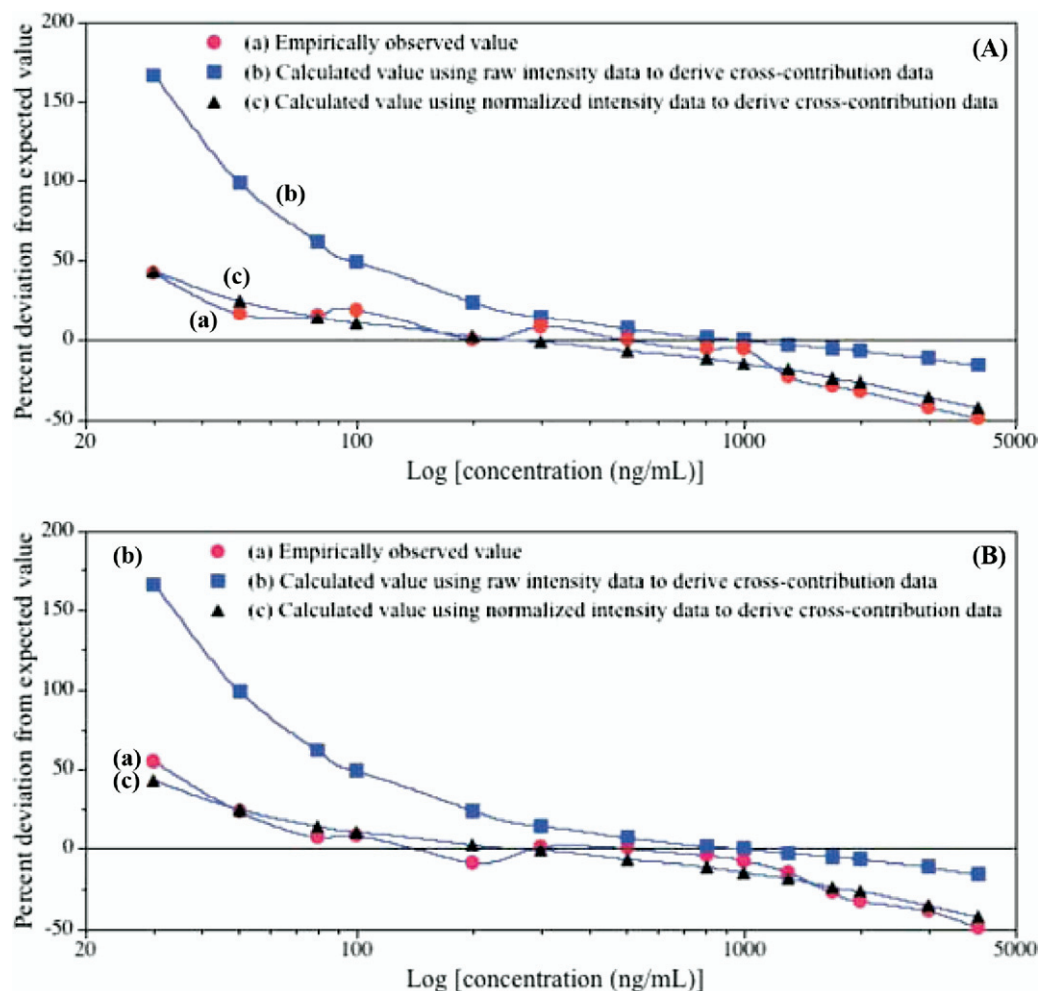 200
(a) Empirically observed value
(A)
(b) Calculated value using raw intensity data to derive cross-contribution data
150
(c) Calculated value using normalized intensity data to derive cross-contribution data
100
(b)
50
(c)
(a)
0
-50
20
100
1000
5000
Percent deviation from expected value
Log [concentration (ng/mL)]
200
(b)
(a) Empirically observed value
(B)
(b) Calculated value using raw intensity data to derive cross-contribution data
150
(c) Calculated value using normalized intensity data to derive cross-contribution data
100
(a)
50
(c)
0
-50
20
100
1000
5000
Percent deviation from expected value
Log [concentration (ng/mL)]